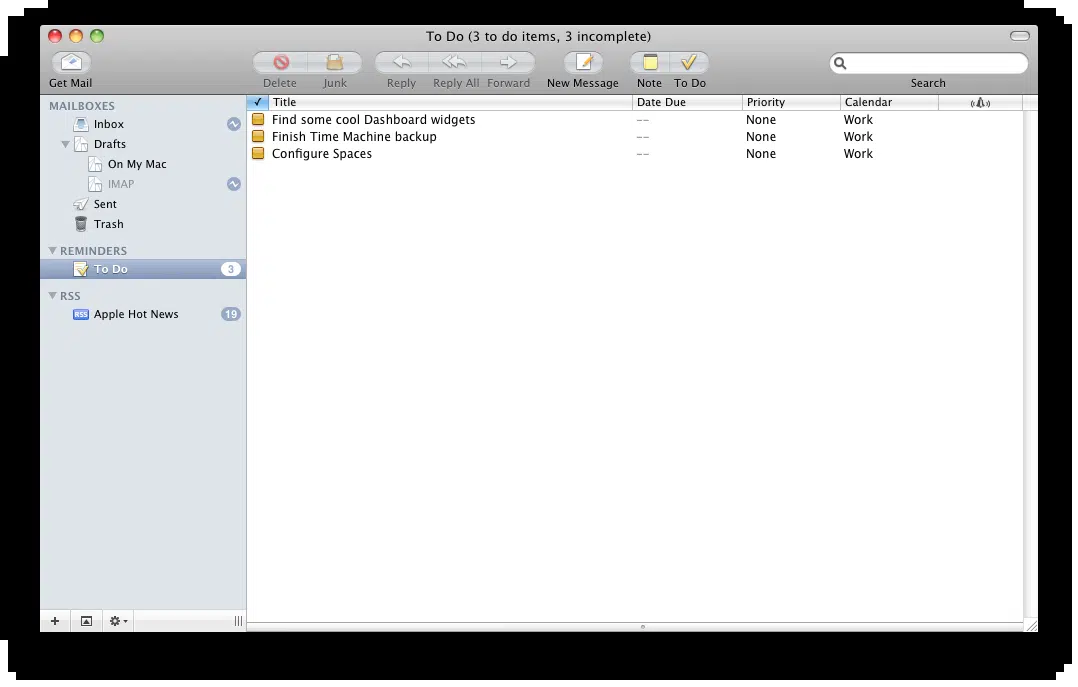 To Do (3 to do items, 3 incomplete)
Get Mail Delete Junk Reply Reply All Forward New Message Note To Do Search
MAILBOXES
Inbox
Drafts
On My Mac
IMAP
Sent
Trash
REMINDERS
To Do 3
RSS
RSS Apple Hot News 19
✓ Title Date Due Priority Calendar
Find some cool Dashboard widgets -- None Work
Finish Time Machine backup -- None Work
Configure Spaces -- None Work